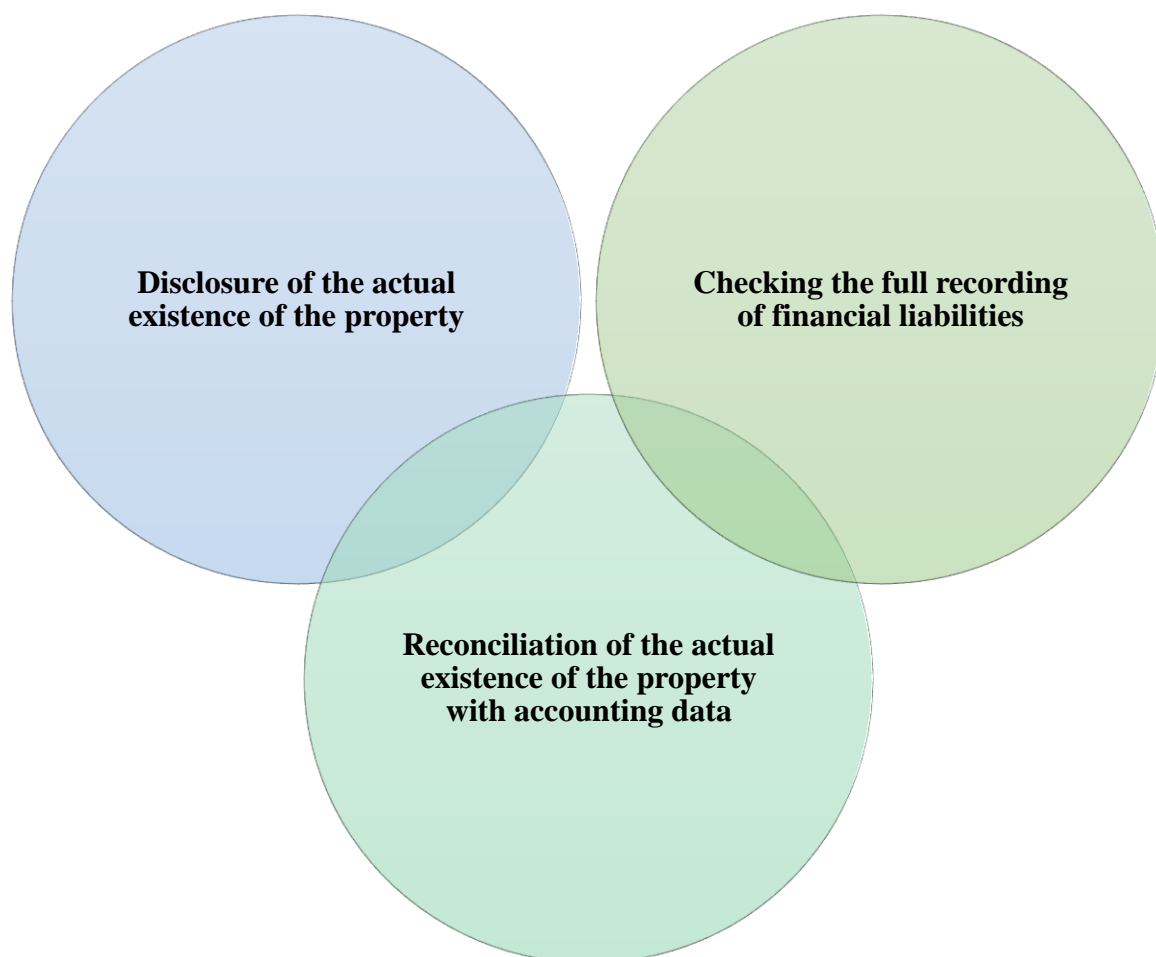 Disclosure of the actual
existence of the property
Checking the full recording
of financial liabilities
Reconciliation of the actual
existence of the property
with accounting data